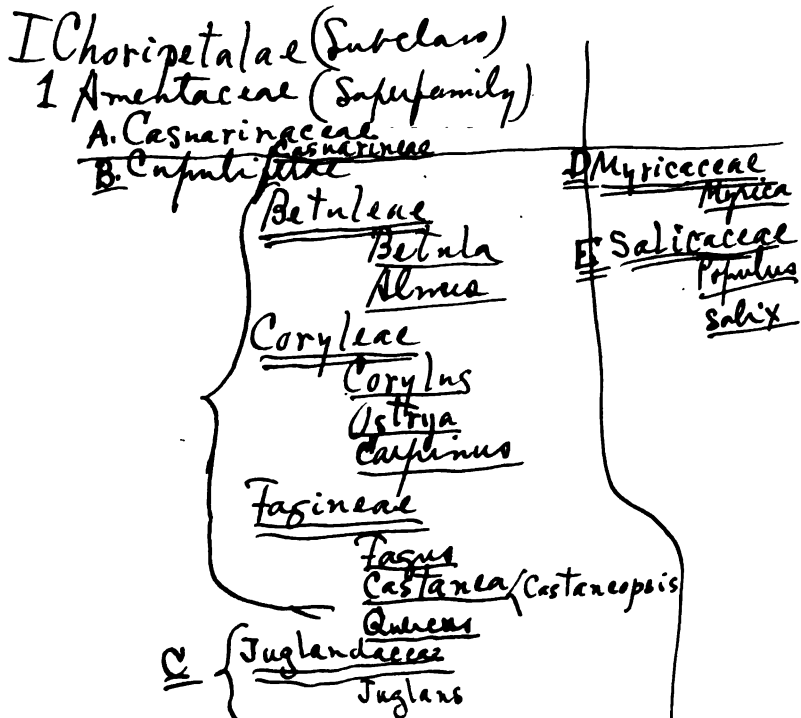 I Choripetalae (Subclass)
1 Amentaceae (Superfamily)
A. Casuarinaceae
Casuarineae
B. Cupuliferae
Betuleae
Betula
Alnus
Coryleae
Corylus
Ostrya
Carpinus
Fagineae
Fagus
Castanea / Castaneopsis
Quercus
C Juglandaceae
Juglans
D Myricaceae
Myrica
E Salicaceae
Populus
Salix